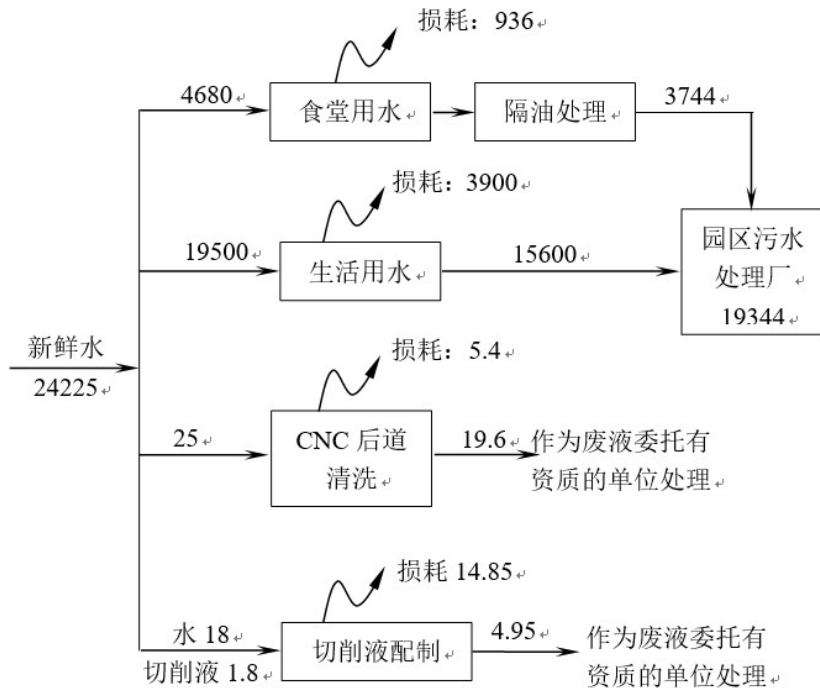 损耗：936
4680
食堂用水
隔油处理
3744
损耗：3900
19500
生活用水
15600
园区污水
处理厂
19344
新鲜水
24225
损耗：5.4
25
CNC 后道
清洗
19.6
作为废液委托有
资质的单位处理
损耗 14.85
水 18
切削液 1.8
切削液配制
4.95
作为废液委托有
资质的单位处理